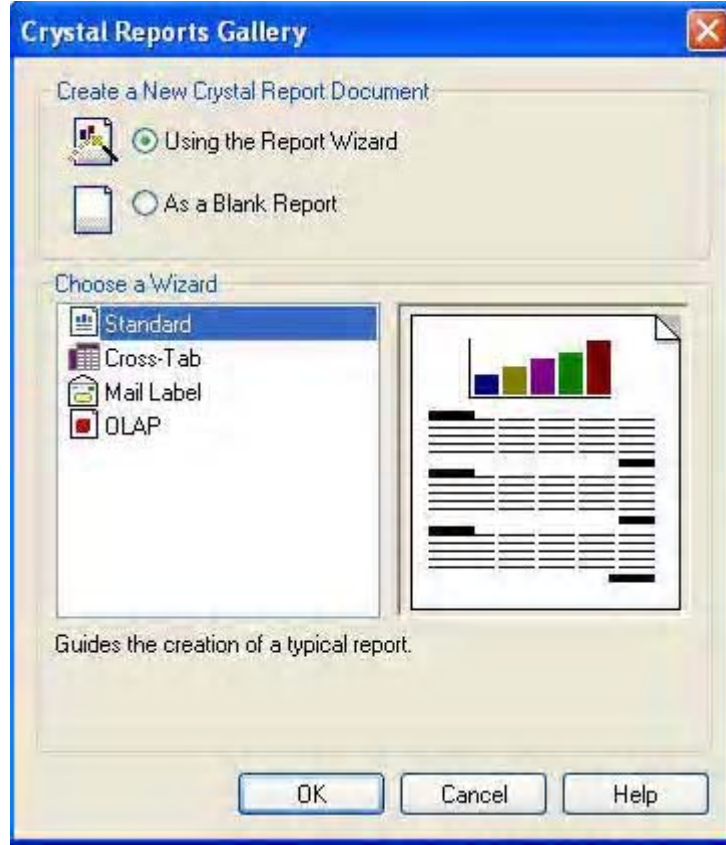 Crystal Reports Gallery
Create a New Crystal Report Document
Using the Report Wizard
As a Blank Report
Choose a Wizard
Standard
Cross-Tab
Mail Label
OLAP
Guides the creation of a typical report.
OK
Cancel
Help